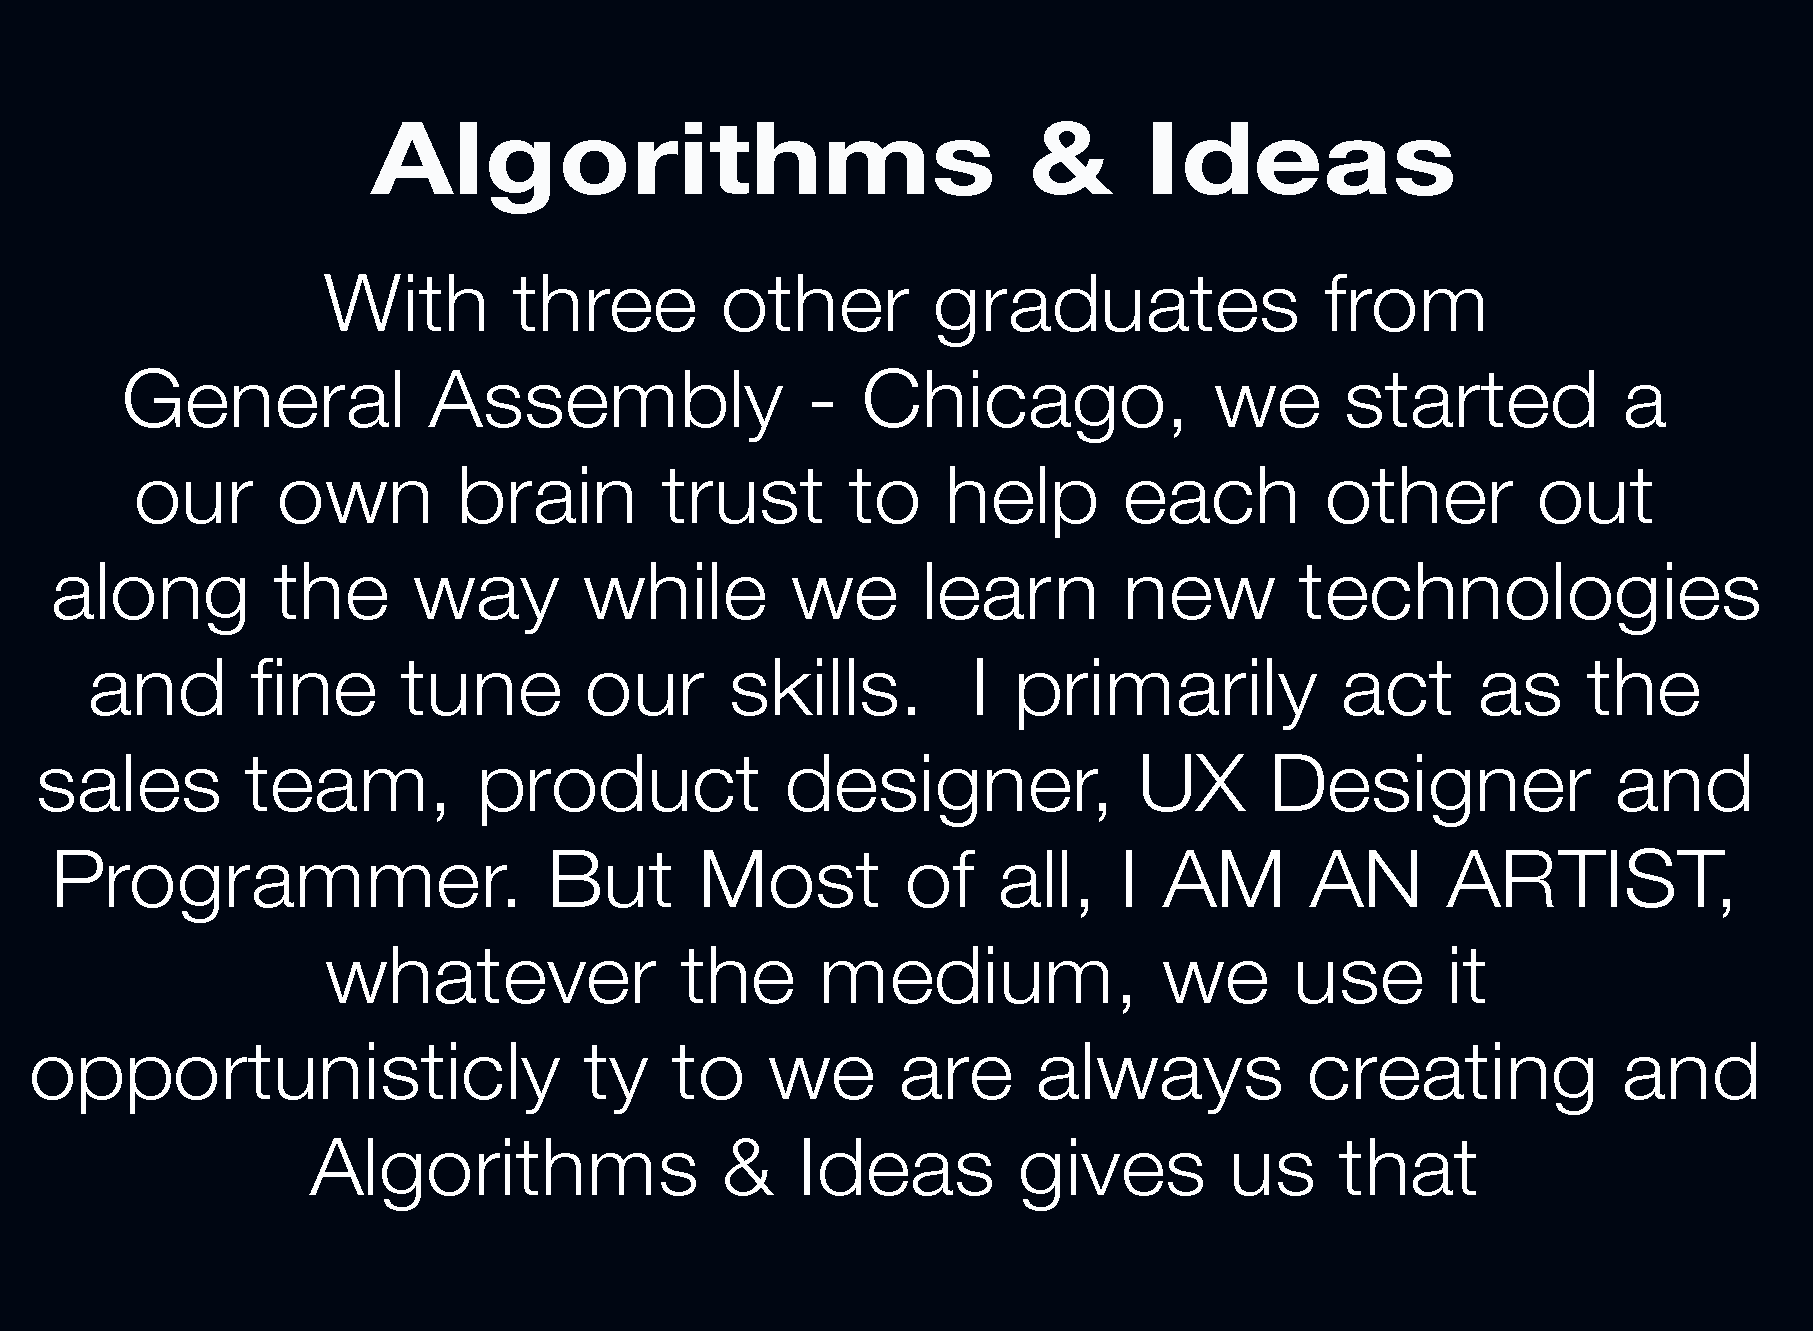 Algorithms & Ideas
With three other graduates from
General Assembly - Chicago, we started a
our own brain trust to help each other out
along the way while we learn new technologies
and fine tune our skills. I primarily act as the
sales team, product designer, UX Designer and
Programmer. But Most of all, I AM AN ARTIST,
whatever the medium, we use it
opportunisticly ty to we are always creating and
Algorithms & Ideas gives us that